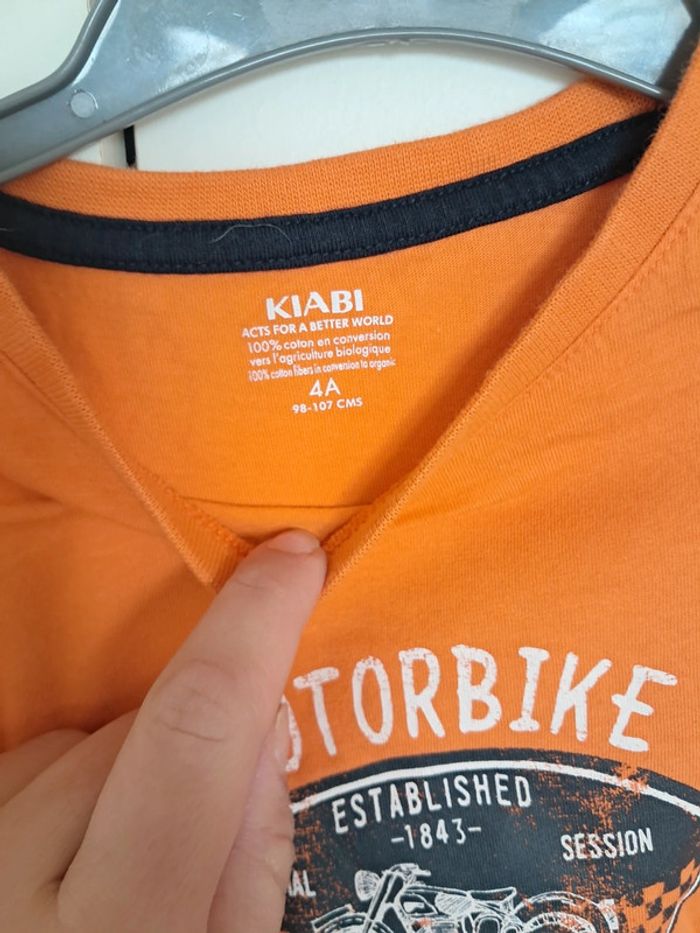 KIABI
ACTS FOR A BETTER WORLD
100% coton en conversion
vers l'agriculture biologique
100% cotton fibers in conversion to organic
4A
98-107 CMS
OTORBIKE
ESTABLISHED
-1843-
SESSION